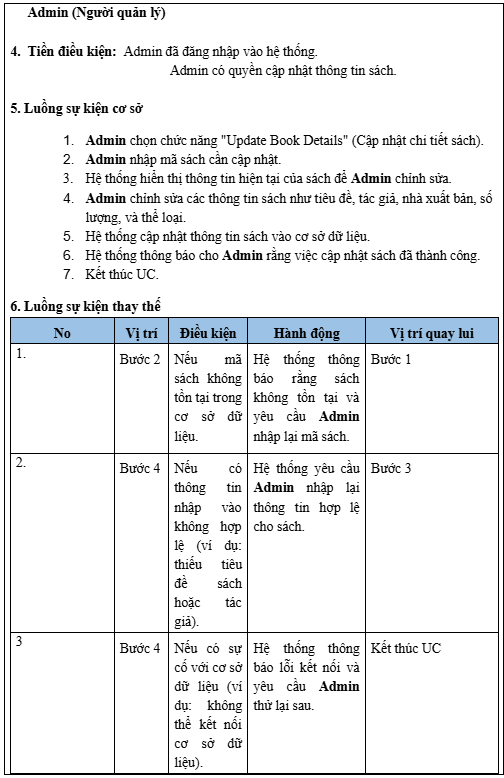 Admin (Người quản lý)
4. Tiền điều kiện: Admin đã đăng nhập vào hệ thống.
Admin có quyền cập nhật thông tin sách.
5. Luồng sự kiện cơ sở
1. Admin chọn chức năng "Update Book Details" (Cập nhật chi tiết sách).
2. Admin nhập mã sách cần cập nhật.
3. Hệ thống hiển thị thông tin hiện tại của sách để Admin chỉnh sửa.
4. Admin chỉnh sửa các thông tin sách như tiêu đề, tác giả, nhà xuất bản, số
lượng, và thể loại.
5. Hệ thống cập nhật thông tin sách vào cơ sở dữ liệu.
6. Hệ thống thông báo cho Admin rằng việc cập nhật sách đã thành công.
7. Kết thúc UC.
6. Luồng sự kiện thay thế
No Vị trí Điều kiện Hành động Vị trí quay lui
1.
Bước 2 Nếu mã Hệ thống thông Bước 1
sách không báo rằng sách
tồn tại trong không tồn tại và
cơ sở dữ yêu cầu Admin
liệu. nhập lại mã sách.
2.
Bước 4 Nếu có Hệ thống yêu cầu Bước 3
thông tin Admin nhập lại
nhập vào thông tin hợp lệ
không hợp cho sách.
lệ (ví dụ:
thiếu tiêu
đề sách
hoặc tác
giả).
3
Bước 4 Nếu có sự Hệ thống thông Kết thúc UC
cố với cơ sở báo lỗi kết nối và
dữ liệu (ví yêu cầu Admin
dụ: không thử lại sau.
thể kết nối
cơ sở dữ
liệu).